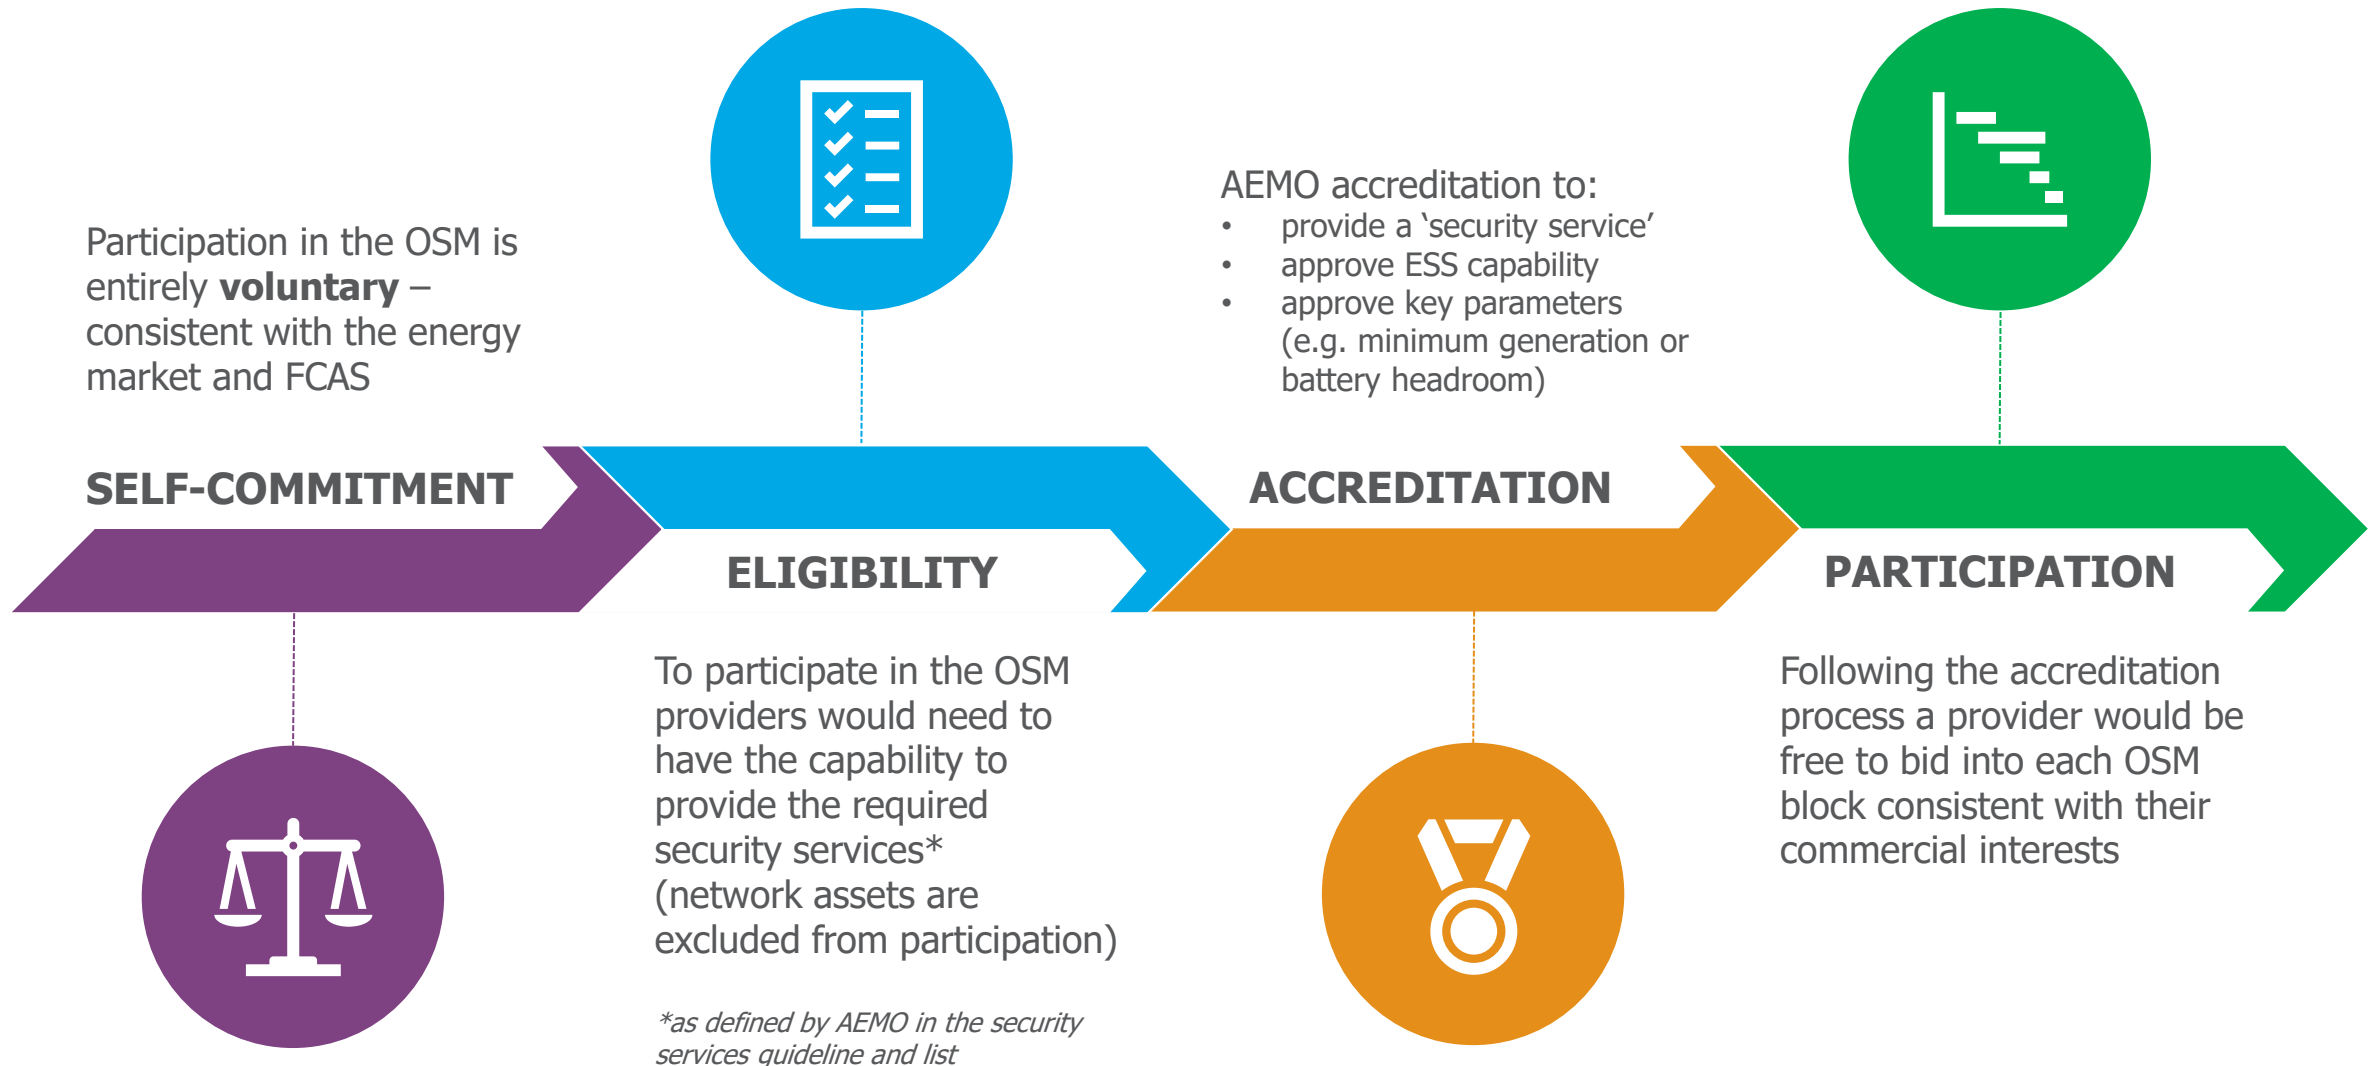 Participation in the OSM is
entirely voluntary –
consistent with the energy
market and FCAS
SELF-COMMITMENT
ELIGIBILITY
To participate in the OSM
providers would need to
have the capability to
provide the required
security services*
(network assets are
excluded from participation)
*as defined by AEMO in the security
services guideline and list
AEMO accreditation to:
• provide a ‘security service’
• approve ESS capability
• approve key parameters
(e.g. minimum generation or
battery headroom)
ACCREDITATION
PARTICIPATION
Following the accreditation
process a provider would be
free to bid into each OSM
block consistent with their
commercial interests